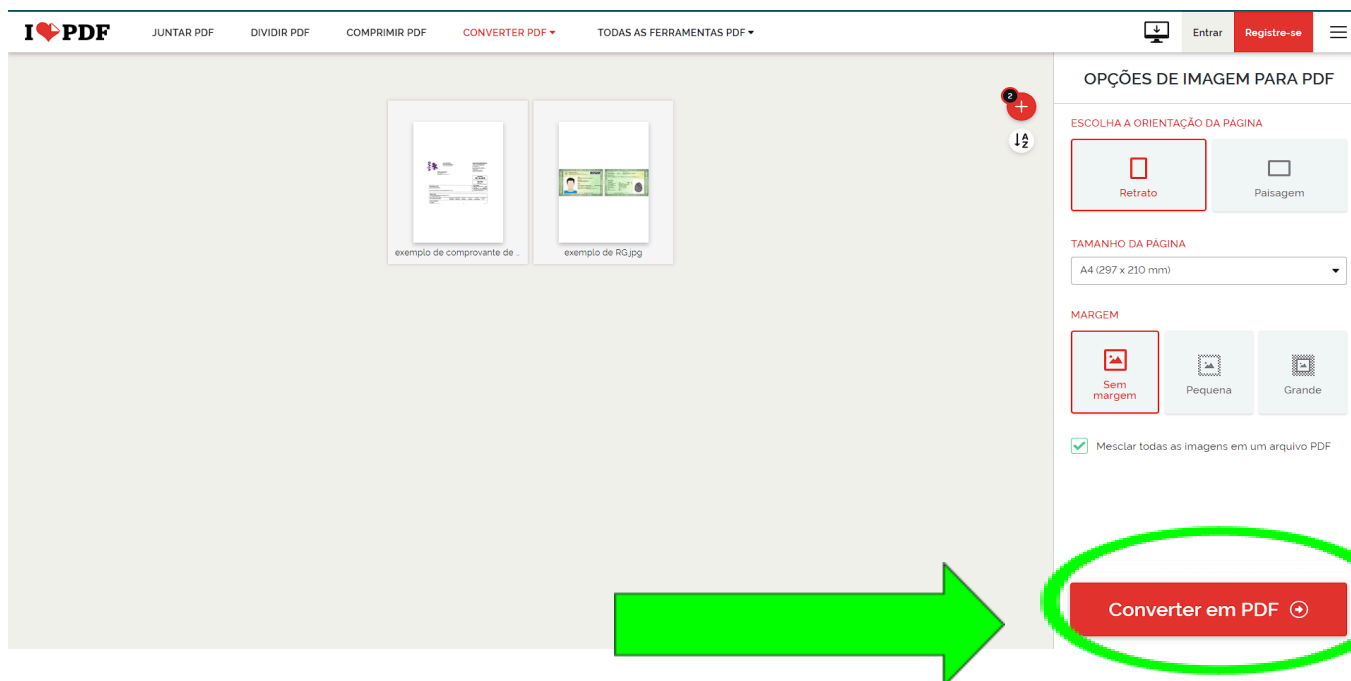 I PDF
JUNTAR PDF
DIVIDIR PDF
COMPRIMIR PDF
CONVERTER PDF
TODAS AS FERRAMENTAS PDF
Entrar
Registre-se
OPÇÕES DE IMAGEM PARA PDF
2
ESCOLHA A ORIENTAÇÃO DA PÁGINA
Retrato
Paisagem
exemplo de comprovante de ...
exemplo de RG.jpg
TAMANHO DA PÁGINA
A4 (297 x 210 mm)
MARGEM
Sem
margem
Pequena
Grande
Mesclar todas as imagens em um arquivo PDF
Converter em PDF